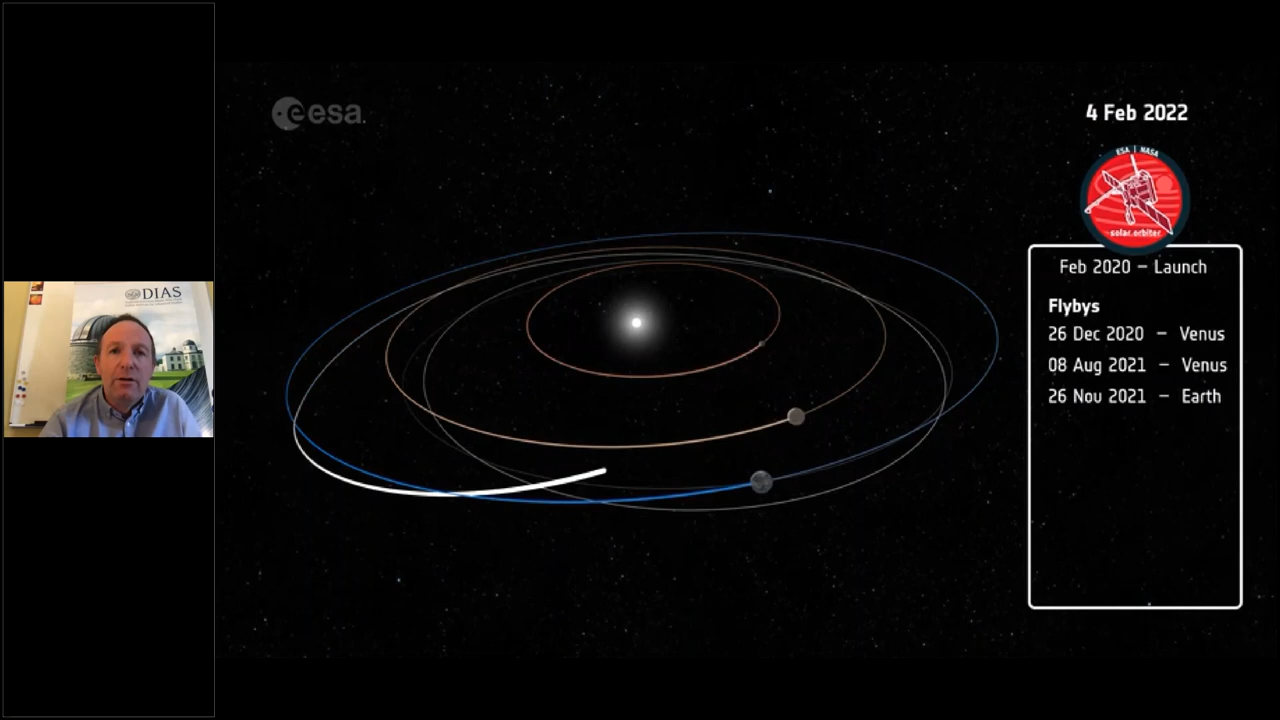 DIAS
esa
4 Feb 2022
ESA | NASA
solar orbiter
Feb 2020 – Launch
Flybys
26 Dec 2020 – Venus
08 Aug 2021 – Venus
26 Nov 2021 – Earth